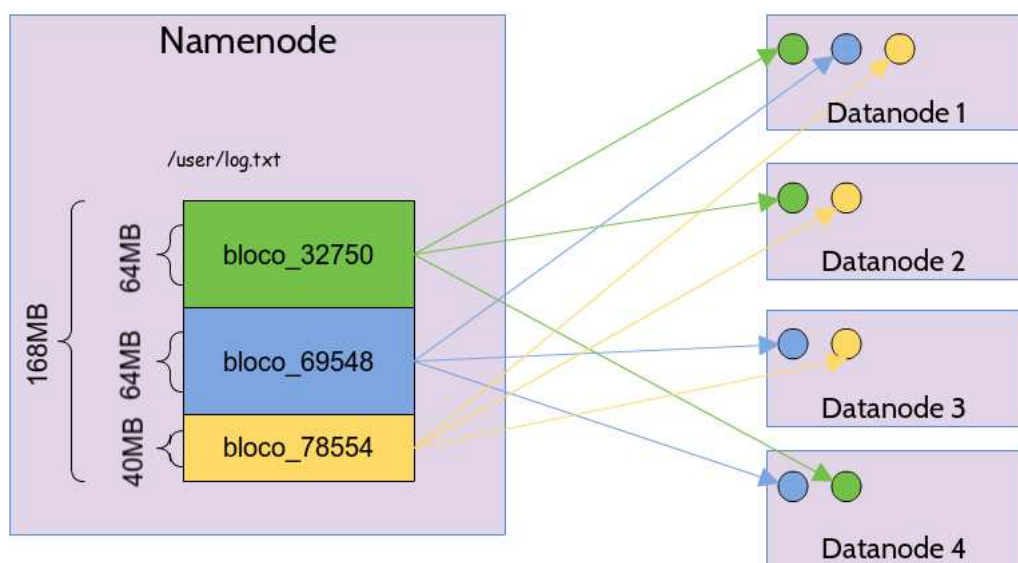 Namenode
/user/log.txt
168MB
64MB
bloco_32750
64MB
bloco_69548
40MB
bloco_78554
Datanode 1
Datanode 2
Datanode 3
Datanode 4